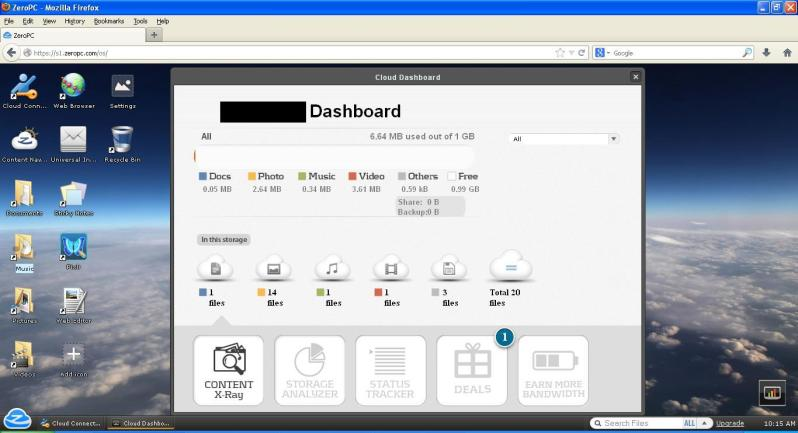 ZeroPC - Mozilla Firefox
File Edit View History Bookmarks Tools Help
ZeroPC
https://s1.zeropc.com/os/
Google
Cloud Dashboard
Cloud Conn... Web Browser Settings
Content Nav... Universal In... Recycle Bin
Documents Sticky Notes
Music Pixlr
Pictures Web Editor
Videos Add icon
Dashboard
All 6.64 MB used out of 1 GB All
Docs Photo Music Video Others Free
0.05 MB 2.64 MB 0.34 MB 3.61 MB 0.59 kB 0.99 GB
Share: 0 B
Backup:0 B
In this storage
1 files
14 files
1 files
1 files
3 files
Total 20 files
1
CONTENT X-Ray
STORAGE ANALYZER
STATUS TRACKER
DEALS
EARN MORE BANDWIDTH
Cloud Connect... Cloud Dashbo... Search Files ALL Upgrade 10:15 AM